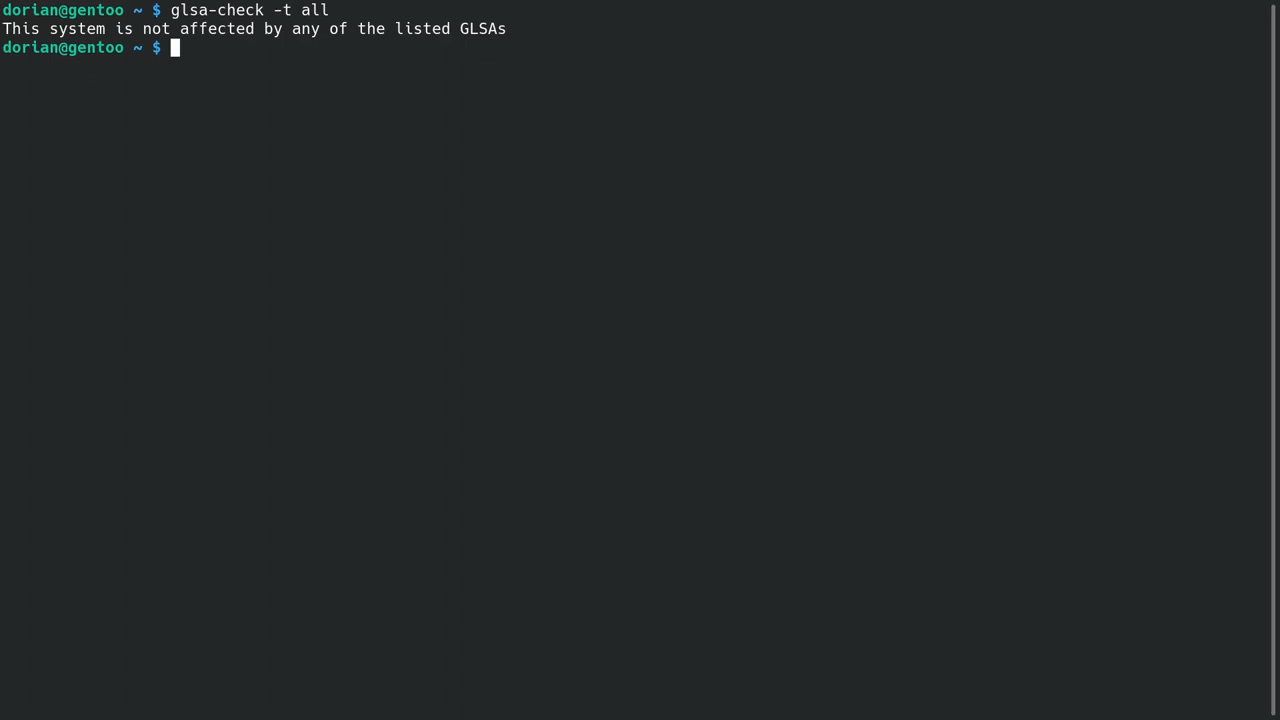 dorian@gentoo ~ $ glsa-check -t all
This system is not affected by any of the listed GLSAs
dorian@gentoo ~ $